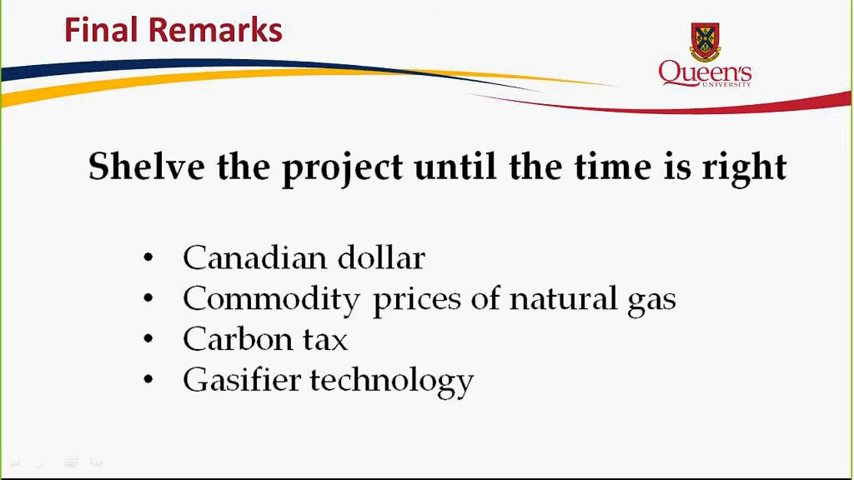 Final Remarks
Queen's
UNIVERSITY
Shelve the project until the time is right
• Canadian dollar
• Commodity prices of natural gas
• Carbon tax
• Gasifier technology